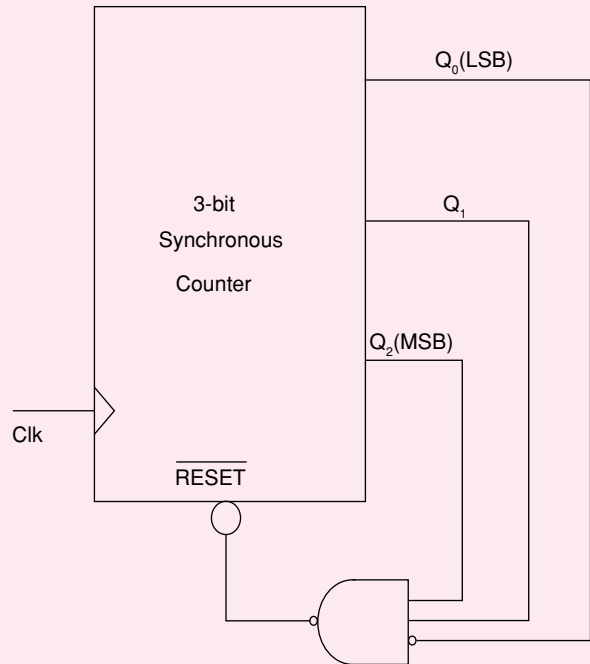 Q₀(LSB)
3-bit
Synchronous
Counter
Q₁
Q₂(MSB)
Clk
RESET